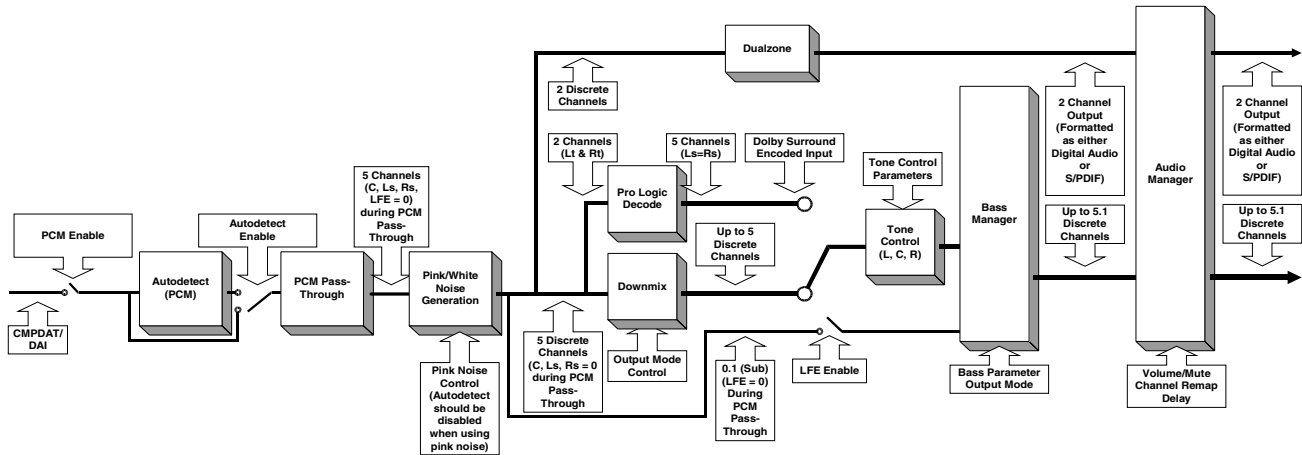 Dualzone
2 Discrete
Channels
2 Channels
(Lt & Rt)
5 Channels
(Ls=Rs)
Dolby Surround
Encoded Input
2 Channel
Output
(Formatted
as either
Digital Audio
or
S/PDIF)
Audio
Manager
2 Channel
Output
(Formatted
as either
Digital Audio
or
S/PDIF)
Tone Control
Parameters
Pro Logic
Decode
Bass
Manager
5 Channels
(C, Ls, Rs,
LFE = 0)
during PCM
Pass-
Through
Up to 5.1
Discrete
Channels
Up to 5.1
Discrete
Channels
PCM Enable
Autodetect
Enable
Up to 5
Discrete
Channels
Tone
Control
(L, C, R)
Autodetect
(PCM)
PCM Pass-
Through
Pink/White
Noise
Generation
Downmix
CMPDAT/
DAI
5 Discrete
Channels
(C, Ls, Rs = 0
during PCM
Pass-
Through
Output Mode
Control
0.1 (Sub)
(LFE = 0)
During
PCM
Pass-
Through
LFE Enable
Bass Parameter
Output Mode
Volume/Mute
Channel Remap
Delay
Pink Noise
Control
(Autodetect
should be
disabled
when using
pink noise)